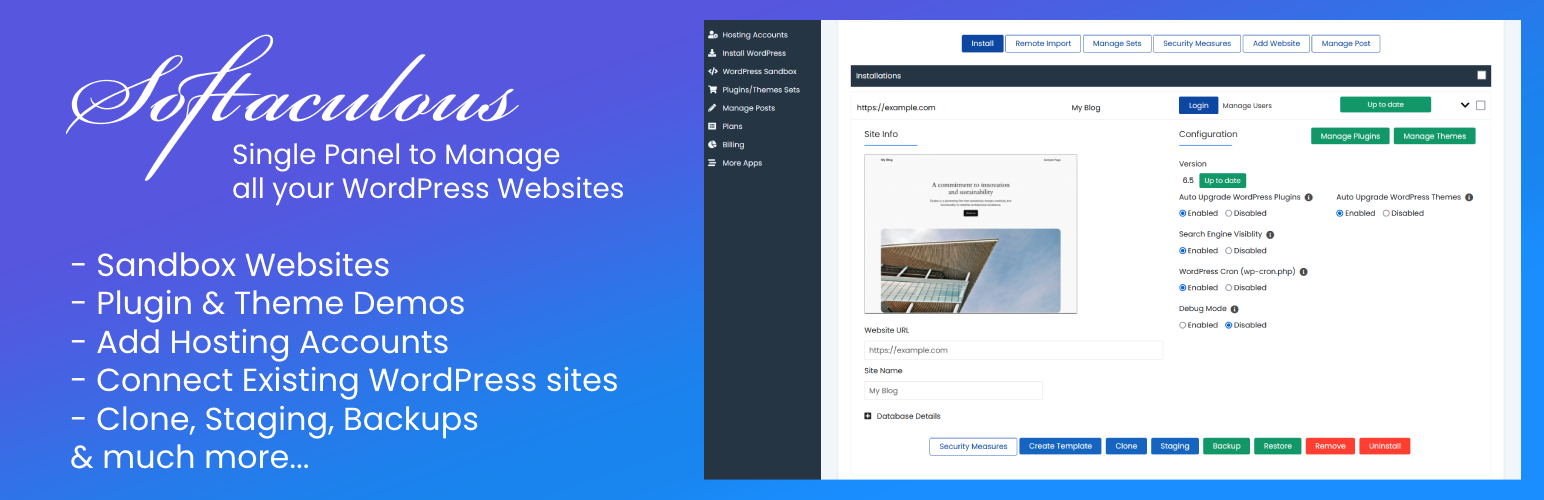 Softaculous
Single Panel to Manage
all your WordPress Websites
- Sandbox Websites
- Plugin & Theme Demos
- Add Hosting Accounts
- Connect Existing WordPress sites
- Clone, Staging, Backups
& much more...
Hosting Accounts
Install WordPress
WordPress Sandbox
Plugins/Themes Sets
Manage Posts
Plans
Billing
More Apps
Install Remote Import Manage Sets Security Measures Add Website Manage Post
Installations
https://example.com My Blog Login Manage Users Up to date
Site Info
My Blog Sample Page
A commitment to innovation
and sustainability
Configuration Manage Plugins Manage Themes
Version
6.5 Up to date
Auto Upgrade WordPress Plugins Auto Upgrade WordPress Themes
Enabled Disabled Enabled Disabled
Search Engine Visiblity
Enabled Disabled
WordPress Cron (wp-cron.php)
Enabled Disabled
Debug Mode
Enabled Disabled
Website URL
https://example.com
Site Name
My Blog
Database Details
Security Measures Create Template Clone Staging Backup Restore Remove Uninstall